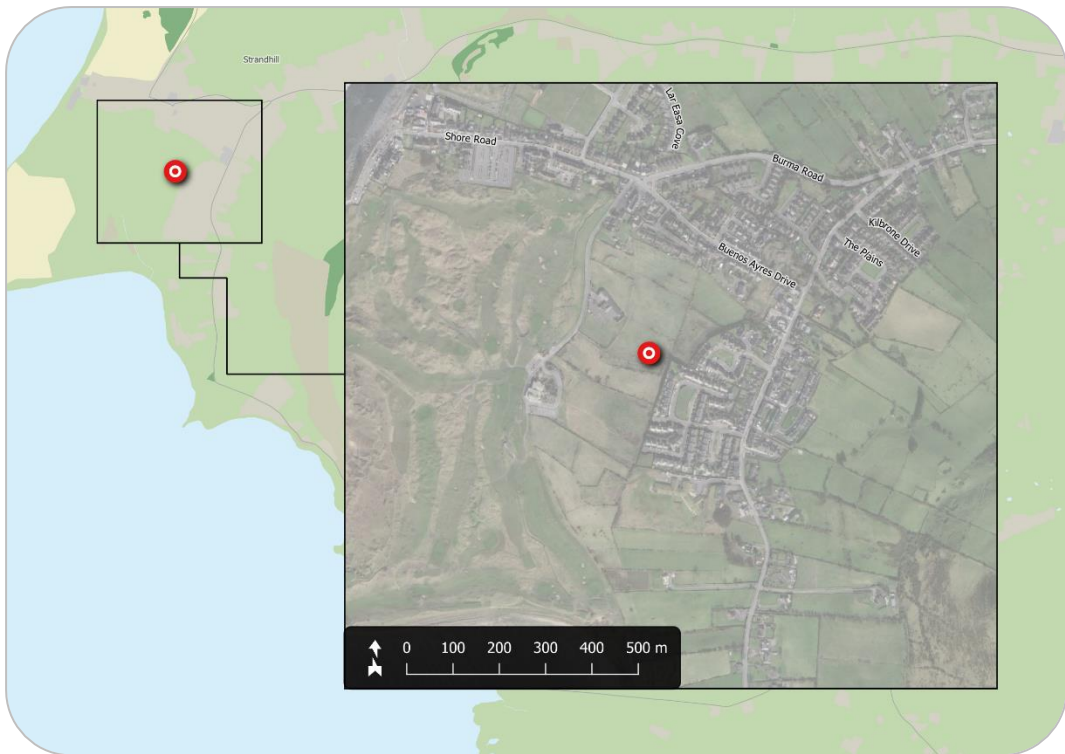 Strandhill
Lar Easa Cove
Shore Road
Burma Road
Kilbrone Drive
The Plains
Buenos Ayres Drive
0 100 200 300 400 500 m